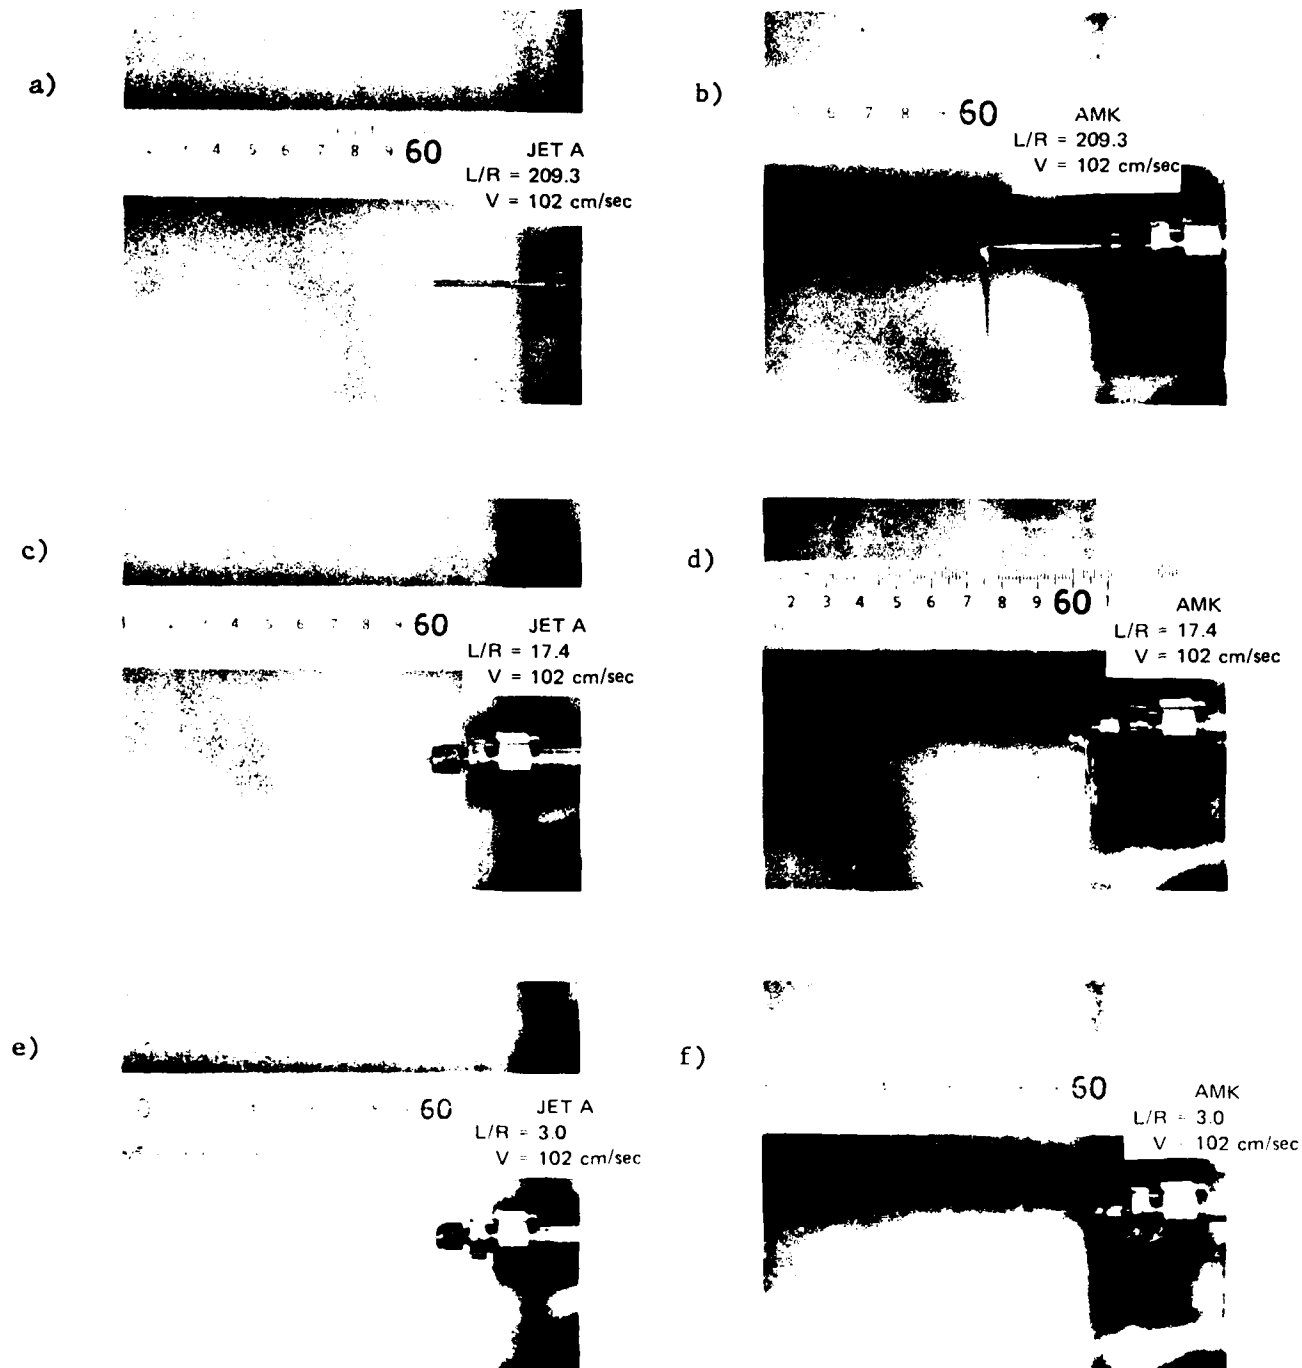 a)
4 5 6 7 8 9 60
JET A
L/R = 209.3
V = 102 cm/sec
b)
6 7 8 60
AMK
L/R = 209.3
V = 102 cm/sec
c)
4 5 6 7 8 60
JET A
L/R = 17.4
V = 102 cm/sec
d)
2 3 4 5 6 7 8 9 60 1
AMK
L/R = 17.4
V = 102 cm/sec
e)
60
JET A
L/R = 3.0
V = 102 cm/sec
f)
60
AMK
L/R = 3.0
V 102 cm/sec